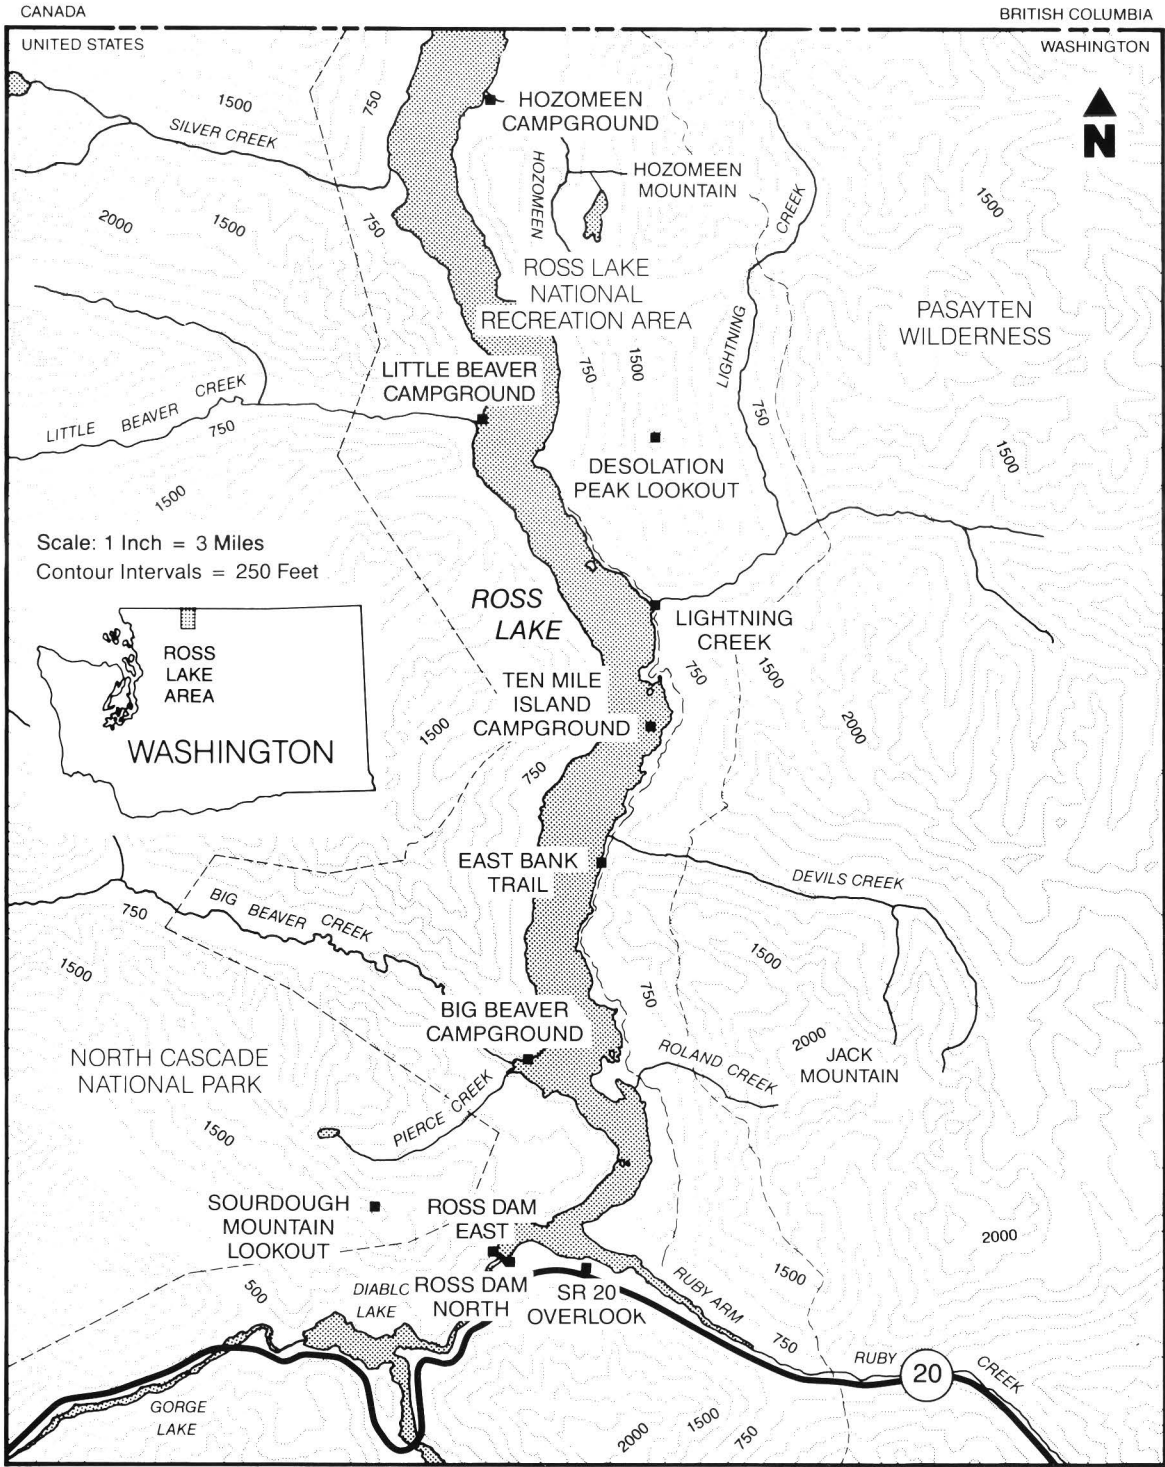 CANADA
BRITISH COLUMBIA
UNITED STATES
WASHINGTON
N
1500
750
SILVER CREEK
HOZOMEEN
CAMPGROUND
HOZOMEEN
HOZOMEEN
MOUNTAIN
CREEK
1500
2000
1500
750
ROSS LAKE
NATIONAL
RECREATION AREA
PASAYTEN
WILDERNESS
LIGHTNING
750
1500
LITTLE BEAVER
CAMPGROUND
LITTLE BEAVER CREEK
750
750
1500
DESOLATION
PEAK LOOKOUT
1500
Scale: 1 Inch = 3 Miles
Contour Intervals = 250 Feet
ROSS
LAKE
LIGHTNING
CREEK
ROSS
LAKE
AREA
WASHINGTON
TEN MILE
ISLAND
CAMPGROUND
750
1500
2000
1500
750
EAST BANK
TRAIL
DEVILS CREEK
750
BIG BEAVER CREEK
1500
1500
750
BIG BEAVER
CAMPGROUND
2000
JACK
MOUNTAIN
ROLAND CREEK
NORTH CASCADE
NATIONAL PARK
PIERCE CREEK
1500
SOURDOUGH
MOUNTAIN
LOOKOUT
ROSS DAM
EAST
2000
500
DIABLO
LAKE
ROSS DAM
NORTH
SR 20
OVERLOOK
RUBY ARM
1500
750
RUBY
20
CREEK
GORGE
LAKE
2000
1500
750